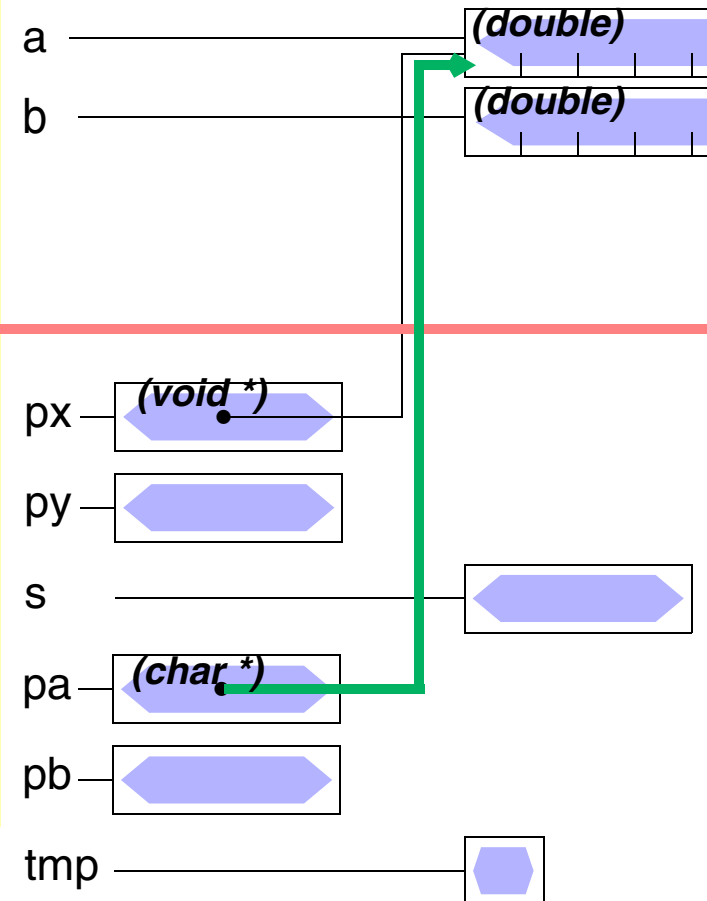 a (double)
b (double)
px (void *)
py
s
pa (char *)
pb
tmp